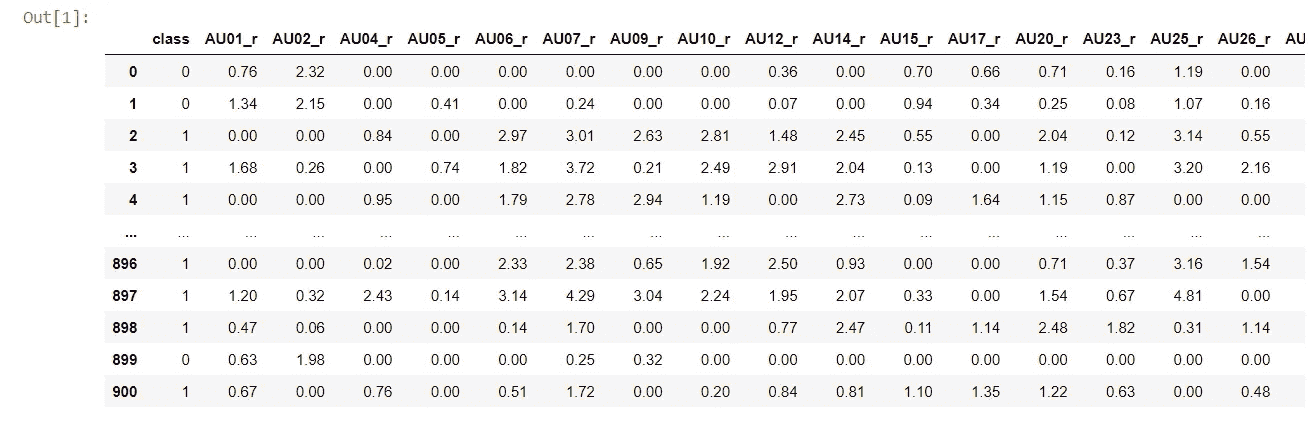 Out[1]:
class AU01_r AU02_r AU04_r AU05_r AU06_r AU07_r AU09_r AU10_r AU12_r AU14_r AU15_r AU17_r AU20_r AU23_r AU25_r AU26_r AU
0 0 0.76 2.32 0.00 0.00 0.00 0.00 0.00 0.00 0.36 0.00 0.70 0.66 0.71 0.16 1.19 0.00
1 0 1.34 2.15 0.00 0.41 0.00 0.24 0.00 0.00 0.07 0.00 0.94 0.34 0.25 0.08 1.07 0.16
2 1 0.00 0.00 0.84 0.00 2.97 3.01 2.63 2.81 1.48 2.45 0.55 0.00 2.04 0.12 3.14 0.55
3 1 1.68 0.26 0.00 0.74 1.82 3.72 0.21 2.49 2.91 2.04 0.13 0.00 1.19 0.00 3.20 2.16
4 1 0.00 0.00 0.95 0.00 1.79 2.78 2.94 1.19 0.00 2.73 0.09 1.64 1.15 0.87 0.00 0.00
... ... ... ... ... ... ... ... ... ... ... ... ... ... ... ... ... ...
896 1 0.00 0.00 0.02 0.00 2.33 2.38 0.65 1.92 2.50 0.93 0.00 0.00 0.71 0.37 3.16 1.54
897 1 1.20 0.32 2.43 0.14 3.14 4.29 3.04 2.24 1.95 2.07 0.33 0.00 1.54 0.67 4.81 0.00
898 1 0.47 0.06 0.00 0.00 0.14 1.70 0.00 0.00 0.77 2.47 0.11 1.14 2.48 1.82 0.31 1.14
899 0 0.63 1.98 0.00 0.00 0.00 0.25 0.32 0.00 0.00 0.00 0.00 0.00 0.00 0.00 0.00 0.00
900 1 0.67 0.00 0.76 0.00 0.51 1.72 0.00 0.20 0.84 0.81 1.10 1.35 1.22 0.63 0.00 0.48